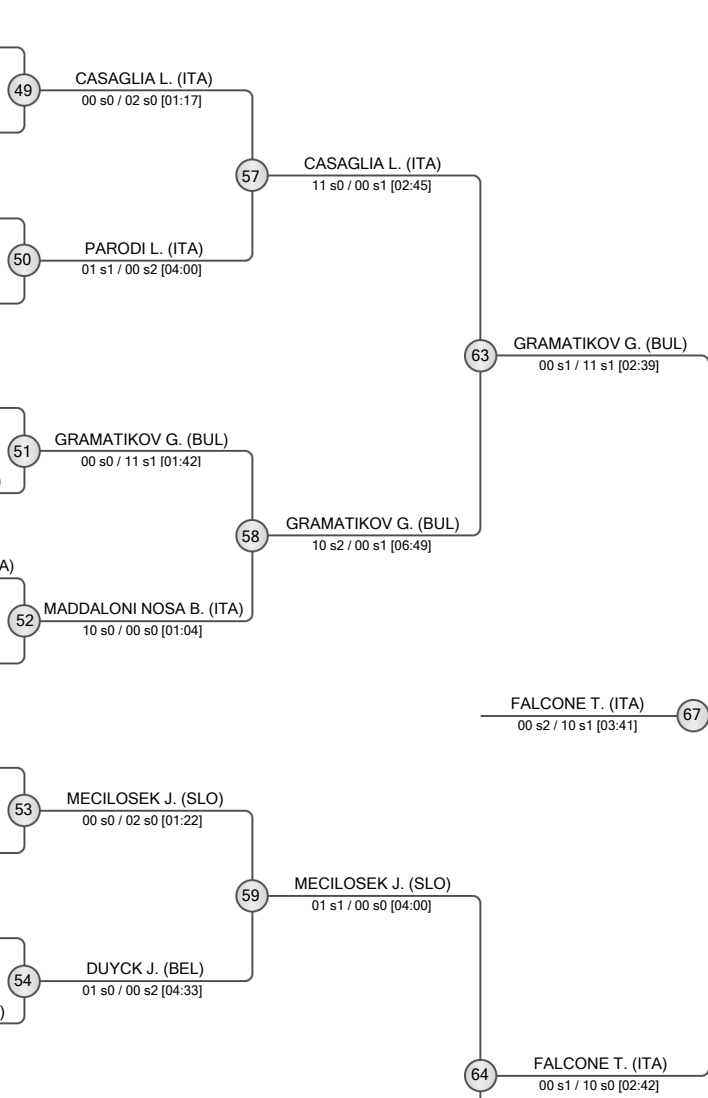 49
CASAGLIA L. (ITA)
00 s0 / 02 s0 [01:17]
57
CASAGLIA L. (ITA)
11 s0 / 00 s1 [02:45]
50
PARODI L. (ITA)
01 s1 / 00 s2 [04:00]
63
GRAMATIKOV G. (BUL)
00 s1 / 11 s1 [02:39]
51
GRAMATIKOV G. (BUL)
00 s0 / 11 s1 [01:42]
)
58
GRAMATIKOV G. (BUL)
10 s2 / 00 s1 [06:49]
A)
52
MADDALONI NOSA B. (ITA)
10 s0 / 00 s0 [01:04]
FALCONE T. (ITA)
00 s2 / 10 s1 [03:41]
67
53
MECILOSEK J. (SLO)
00 s0 / 02 s0 [01:22]
59
MECILOSEK J. (SLO)
01 s1 / 00 s0 [04:00]
54
DUYCK J. (BEL)
01 s0 / 00 s2 [04:33]
)
64
FALCONE T. (ITA)
00 s1 / 10 s0 [02:42]